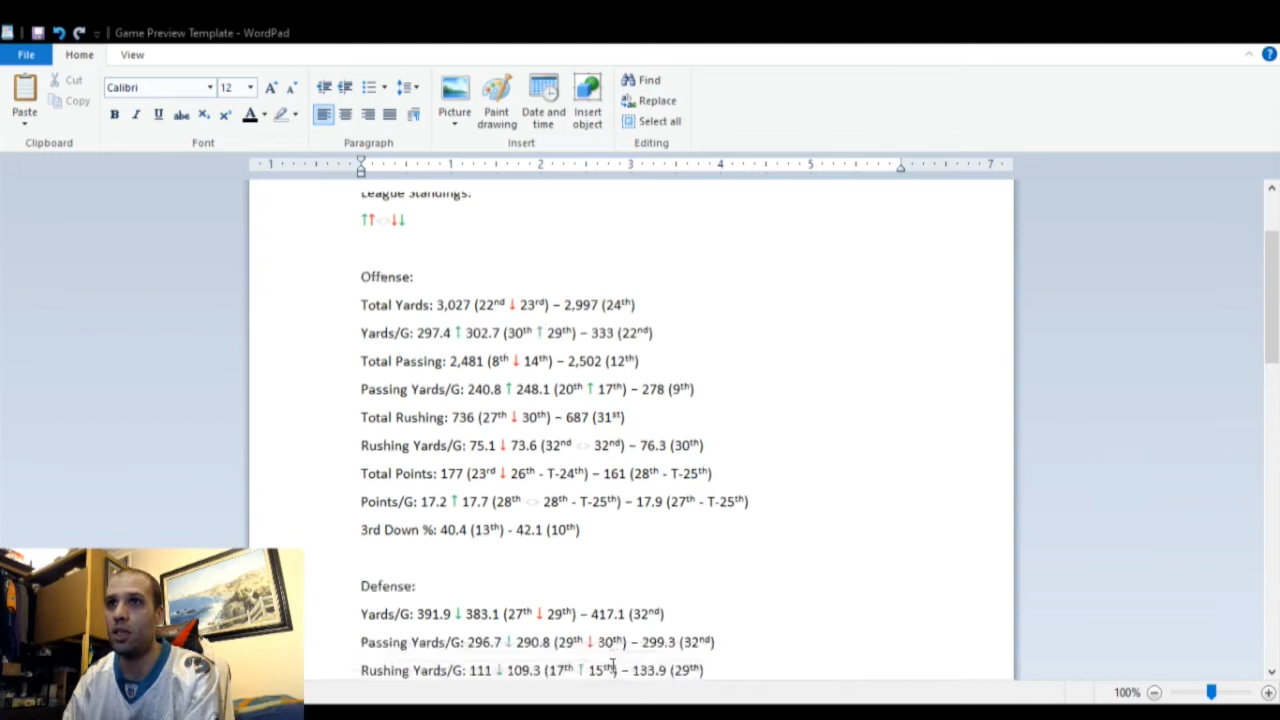 Game Preview Template - WordPad
File Home View
Cut
Copy
Paste
Clipboard
Calibri 12
Font
Paragraph
Picture
Paint drawing
Date and time
Insert object
Insert
Find
Replace
Select all
Editing
1 1 2 3 4 5 7
League Standings:
↑↑<>↓↓
Offense:
Total Yards: 3,027 (22nd ↓ 23rd) – 2,997 (24th)
Yards/G: 297.4 ↑ 302.7 (30th ↑ 29th) – 333 (22nd)
Total Passing: 2,481 (8th ↓ 14th) – 2,502 (12th)
Passing Yards/G: 240.8 ↑ 248.1 (20th ↑ 17th) – 278 (9th)
Total Rushing: 736 (27th ↓ 30th) – 687 (31st)
Rushing Yards/G: 75.1 ↓ 73.6 (32nd <> 32nd) – 76.3 (30th)
Total Points: 177 (23rd ↓ 26th - T-24th) – 161 (28th - T-25th)
Points/G: 17.2 ↑ 17.7 (28th <> 28th - T-25th) – 17.9 (27th - T-25th)
3rd Down %: 40.4 (13th) - 42.1 (10th)
Defense:
Yards/G: 391.9 ↓ 383.1 (27th ↓ 29th) – 417.1 (32nd)
Passing Yards/G: 296.7 ↓ 290.8 (29th ↓ 30th) – 299.3 (32nd)
Rushing Yards/G: 111 ↓ 109.3 (17th ↑ 15th) – 133.9 (29th)
100%